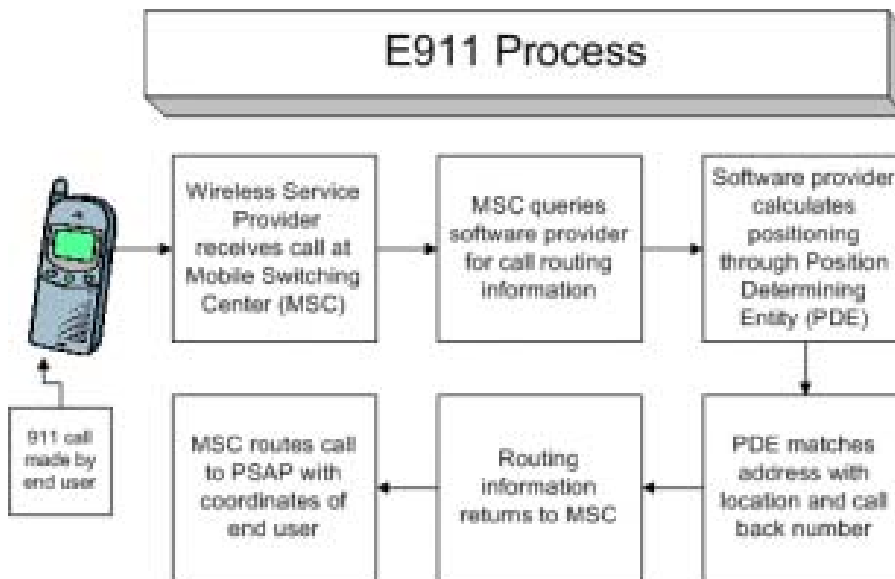 E911 Process
911 call
made by
end user
Wireless Service
Provider
receives call at
Mobile Switching
Center (MSC)
MSC queries
software provider
for call routing
information
Software provider
calculates
positioning
through Position
Determining
Entity (PDE)
PDE matches
address with
location and call
back number
Routing
information
returns to MSC
MSC routes call
to PSAP with
coordinates of
end user